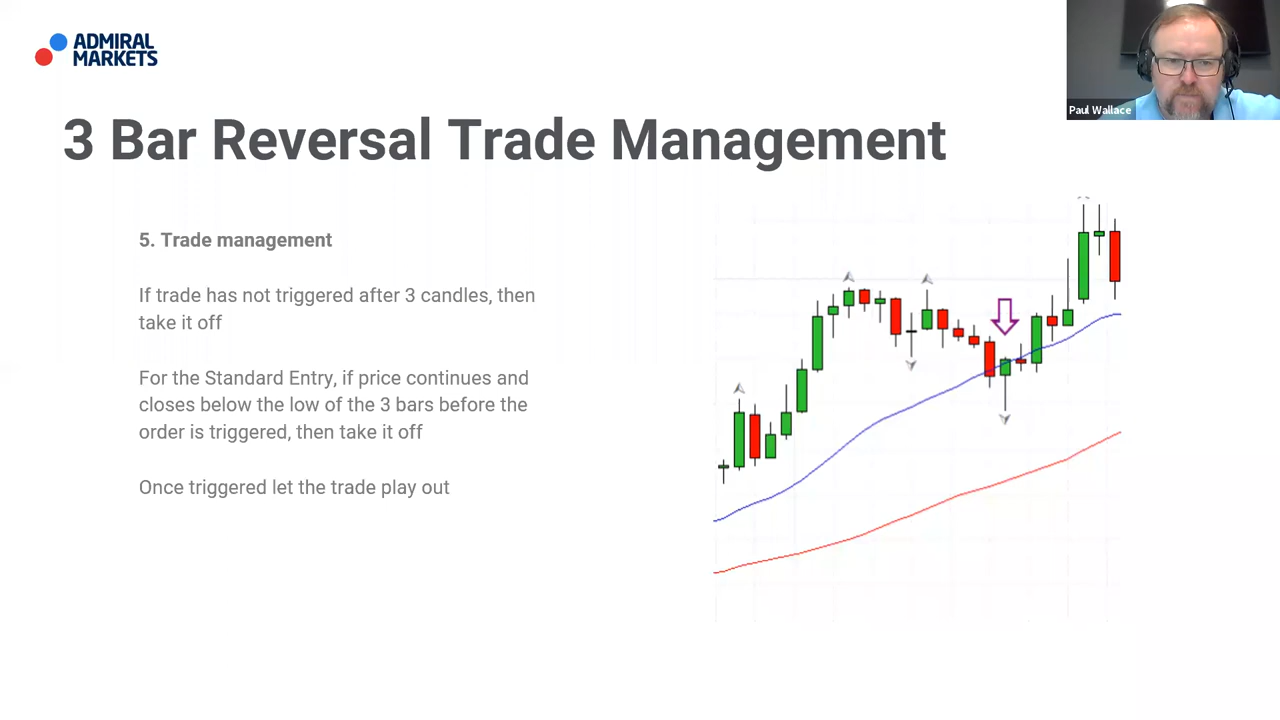 ADMIRAL
MARKETS
Paul Wallace
3 Bar Reversal Trade Management
5. Trade management
If trade has not triggered after 3 candles, then
take it off
For the Standard Entry, if price continues and
closes below the low of the 3 bars before the
order is triggered, then take it off
Once triggered let the trade play out